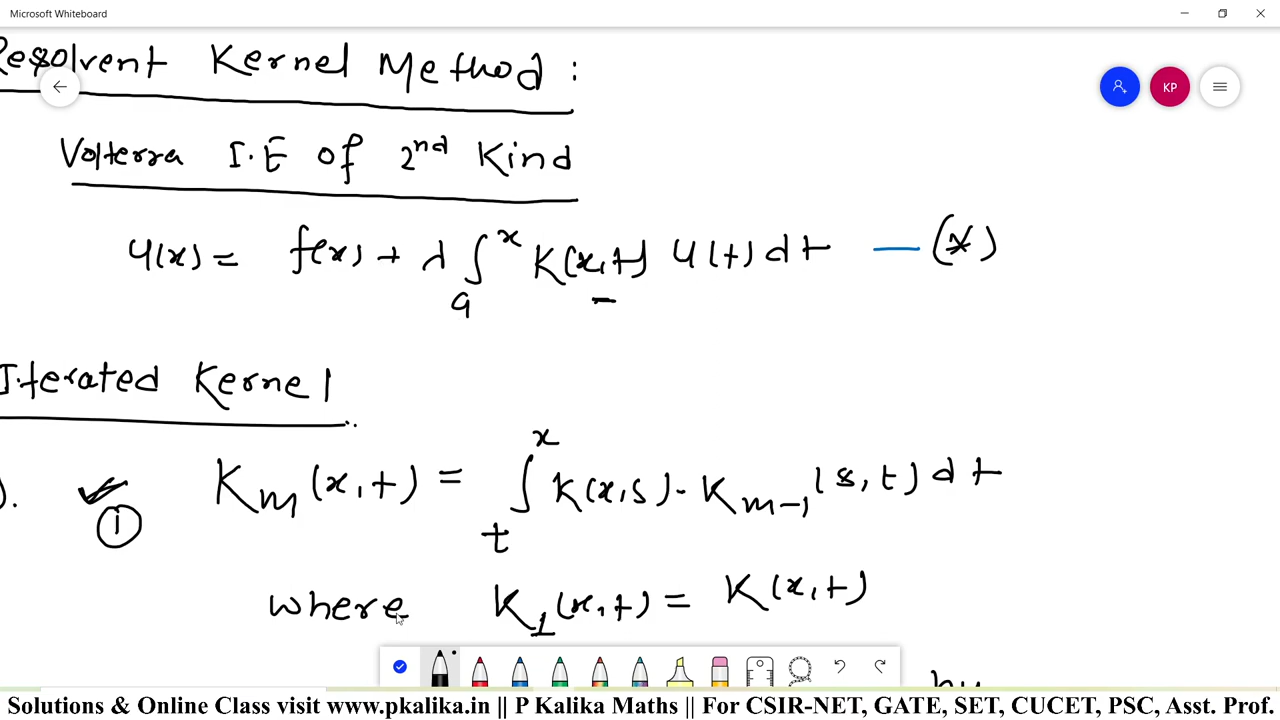 Microsoft Whiteboard
Resolvent Kernel Method :
KP
Volterra I.E of 2nd Kind
u(x) = f(x) + λ ∫_a^x K(x,t) u(t) dt — (*)
Iterated Kernel
). ① K_m (x,t) = ∫_t^x K(x,s) . K_{m-1} (s,t) dt
where K_1 (x,t) = K(x,t)
by
Solutions & Online Class visit www.pkalika.in || P Kalika Maths || For CSIR-NET, GATE, SET, CUCET, PSC, Asst. Prof.